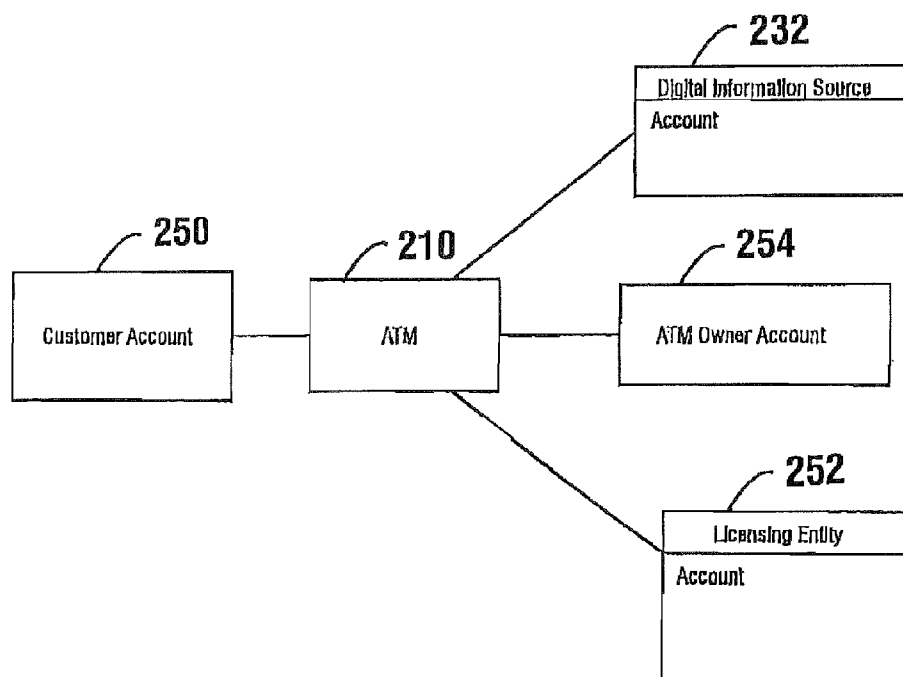 232
Digital Information Source
Account
250
210
254
Customer Account
ATM
ATM Owner Account
252
Licensing Entity
Account